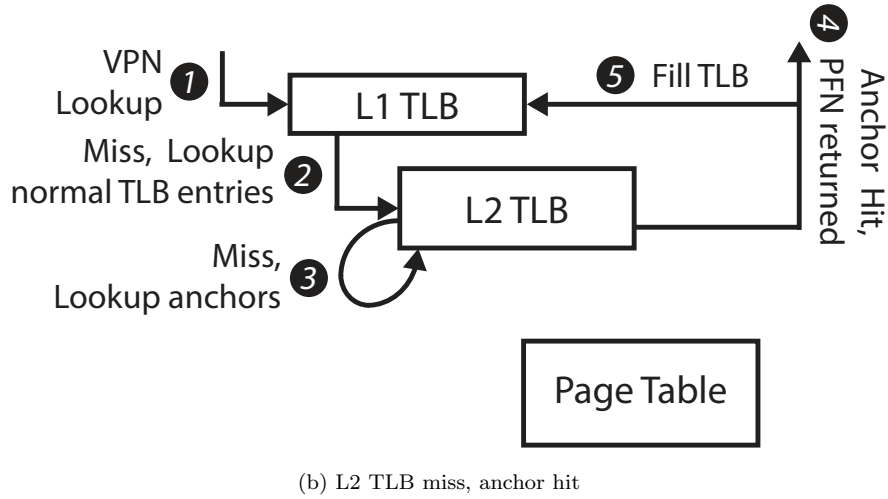 VPN
Lookup
1
L1 TLB
5 Fill TLB
4
Anchor Hit,
PFN returned
Miss, Lookup
normal TLB entries
2
L2 TLB
Miss,
Lookup anchors
3
Page Table
(b) L2 TLB miss, anchor hit